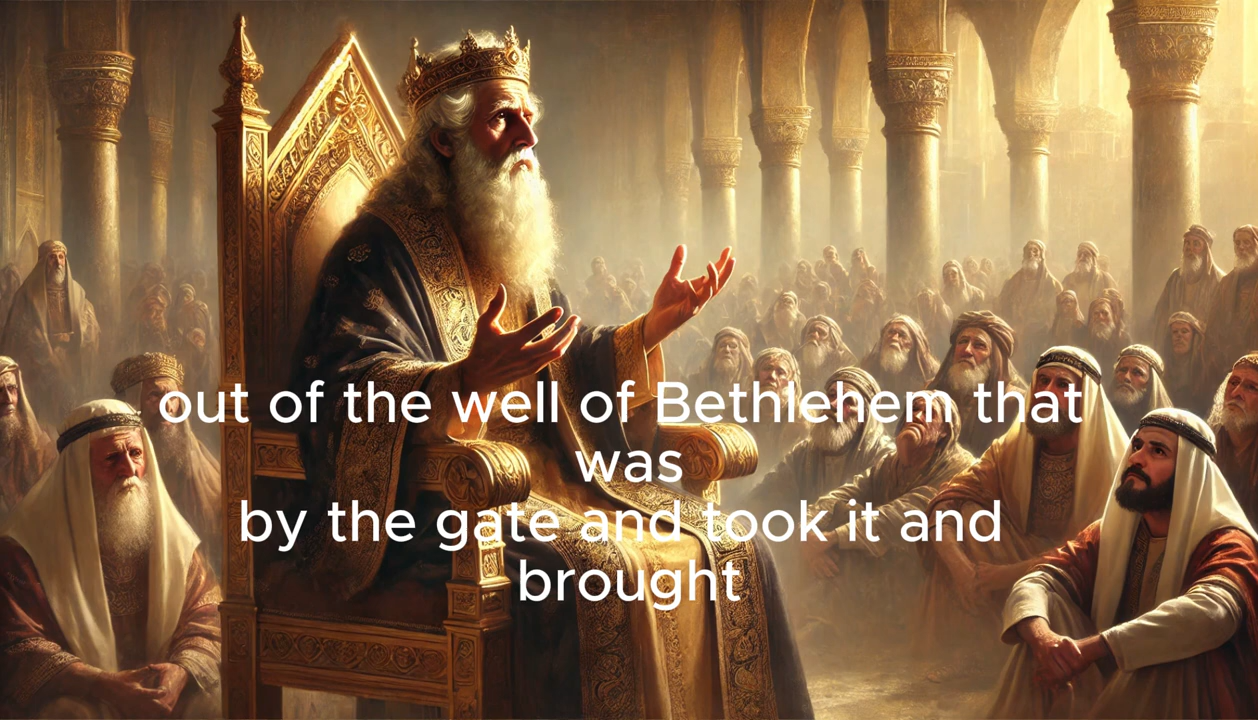 out of the well of Bethlehem that
was
by the gate and took it and
brought